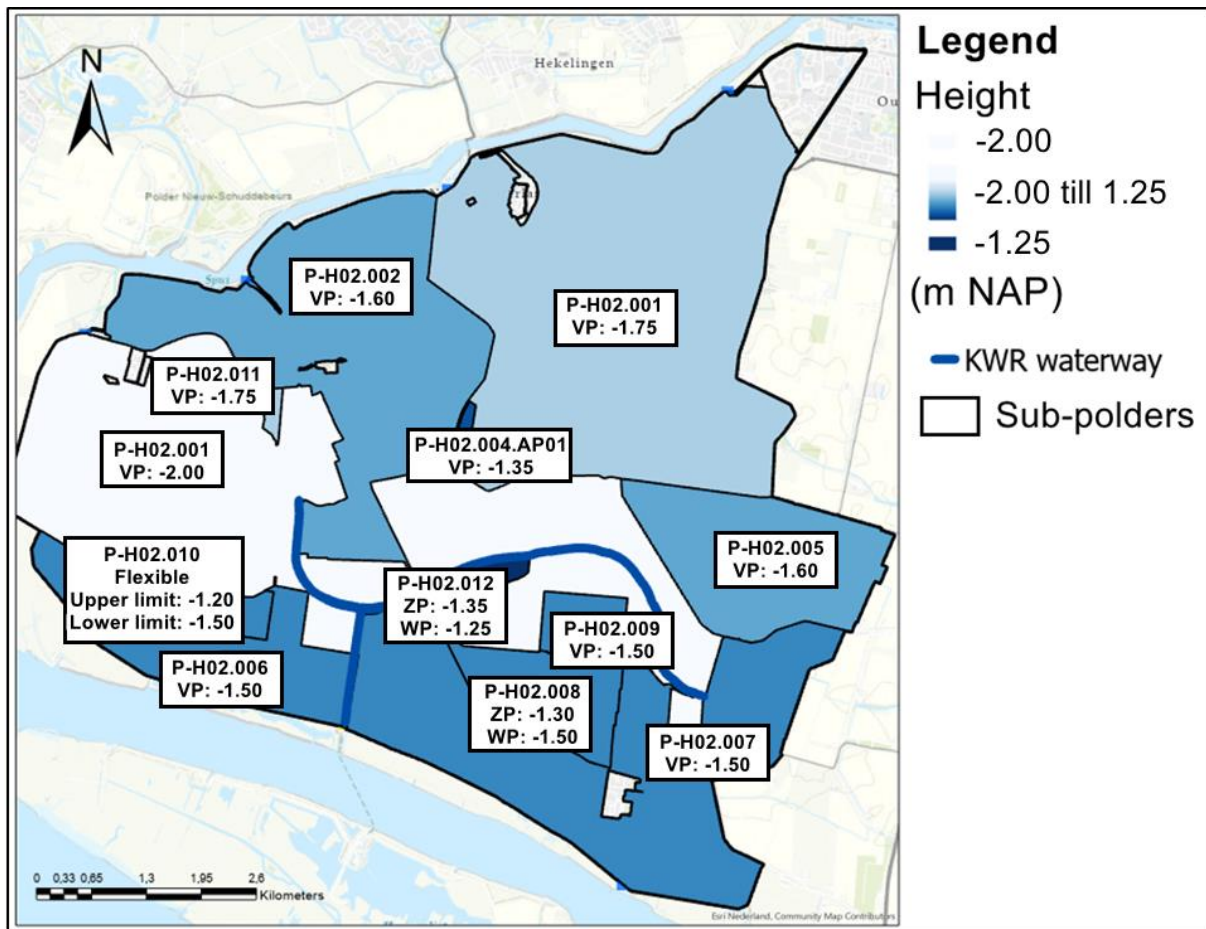 N
Hekelingen
Ou
Polder Nieuw-Schuddebeurs
Spui
P-H02.002
VP: -1.60
P-H02.001
VP: -1.75
P-H02.011
VP: -1.75
P-H02.001
VP: -2.00
P-H02.004.AP01
VP: -1.35
P-H02.005
VP: -1.60
P-H02.010
Flexible
Upper limit: -1.20
Lower limit: -1.50
P-H02.012
ZP: -1.35
WP: -1.25
P-H02.009
VP: -1.50
P-H02.006
VP: -1.50
P-H02.008
ZP: -1.30
WP: -1.50
P-H02.007
VP: -1.50
0 0,33 0,65 1,3 1,95 2,6
Kilometers
Esri Nederland, Community Map Contributors
Legend
Height
-2.00
-2.00 till 1.25
-1.25
(m NAP)
KWR waterway
Sub-polders